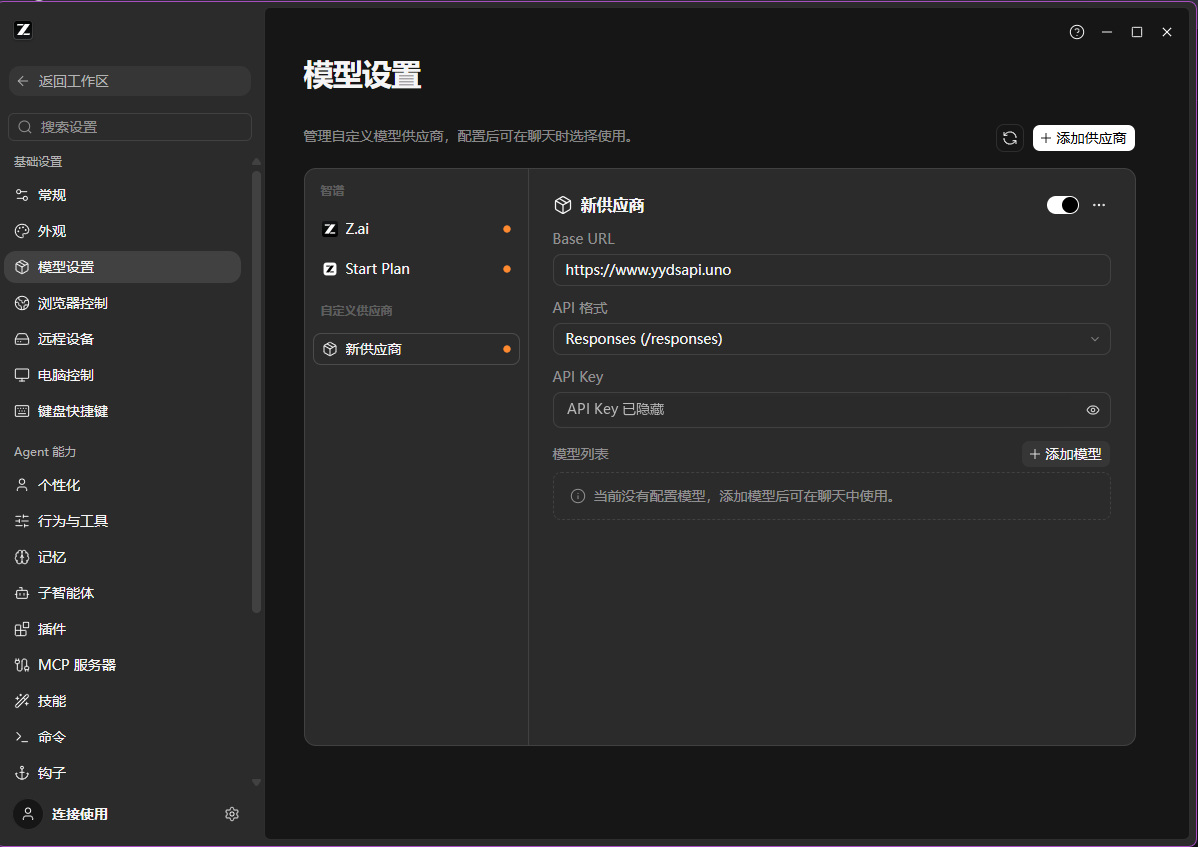 Z
返回工作区
搜索设置
基础设置
常规
外观
模型设置
浏览器控制
远程设备
电脑控制
键盘快捷键
Agent 能力
个性化
行为与工具
记忆
子智能体
插件
MCP 服务器
技能
命令
钩子
连接使用
模型设置
管理自定义模型供应商，配置后可在聊天时选择使用。
添加供应商
智谱
Z.ai
Start Plan
自定义供应商
新供应商
新供应商
Base URL
https://www.yydsapi.uno
API 格式
Responses (/responses)
API Key
API Key 已隐藏
模型列表
添加模型
当前没有配置模型，添加模型后可在聊天中使用。